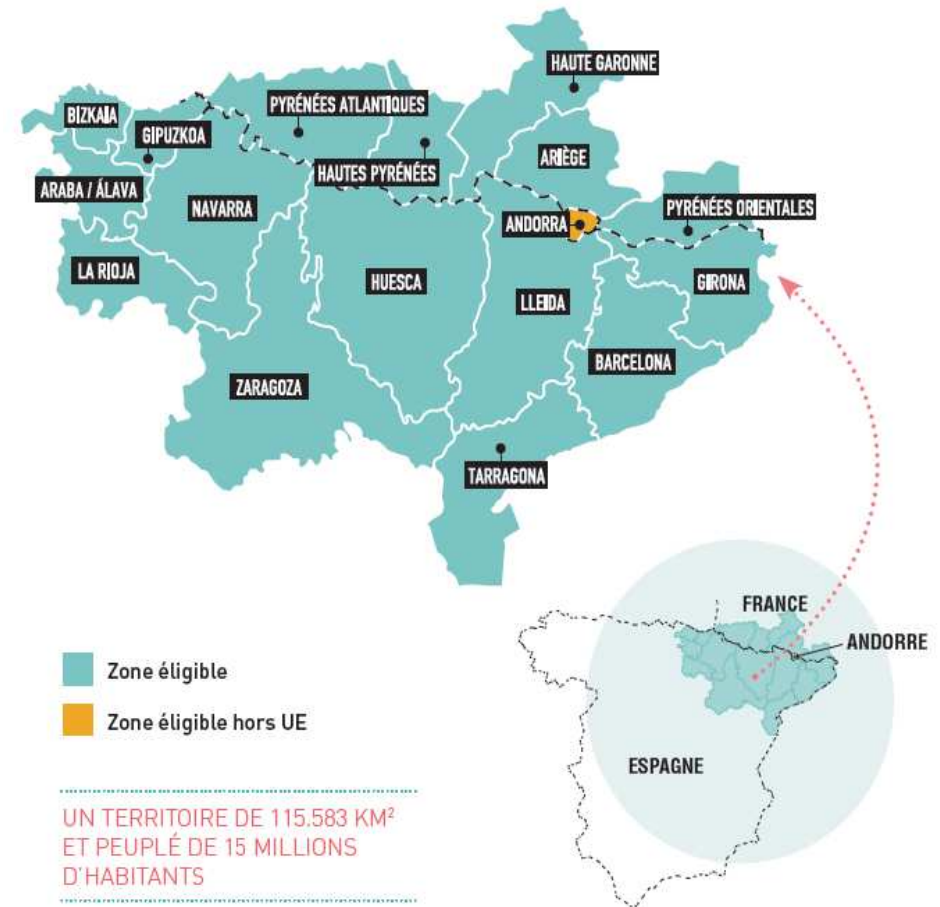 HAUTE GARONNE
BIZKAIA
PYRÉNÉES ATLANTIQUES
GIPUZKOA
ARIÈGE
HAUTES PYRÉNÉES
ARABA / ÁLAVA
NAVARRA
PYRÉNÉES ORIENTALES
ANDORRA
LA RIOJA
HUESCA
GIRONA
LLEIDA
BARCELONA
ZARAGOZA
TARRAGONA
FRANCE
ANDORRE
ESPAGNE
Zone éligible
Zone éligible hors UE
UN TERRITOIRE DE 115.583 KM²
ET PEUPLÉ DE 15 MILLIONS
D'HABITANTS